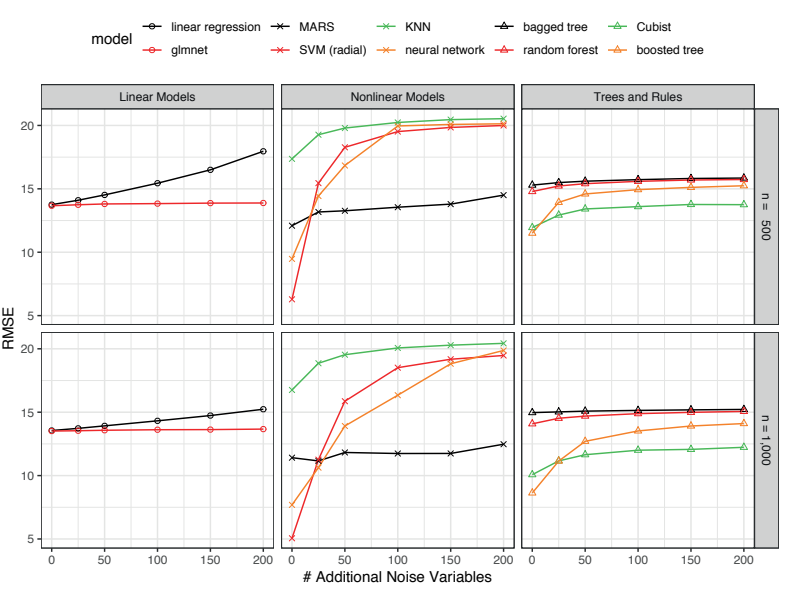 model
linear regression
MARS
KNN
bagged tree
Cubist
glmnet
SVM (radial)
neural network
random forest
boosted tree
Linear Models
Nonlinear Models
Trees and Rules
20
15
10
5
n = 500
RMSE
20
15
10
5
n = 1,000
0 50 100 150 200
0 50 100 150 200
0 50 100 150 200
# Additional Noise Variables